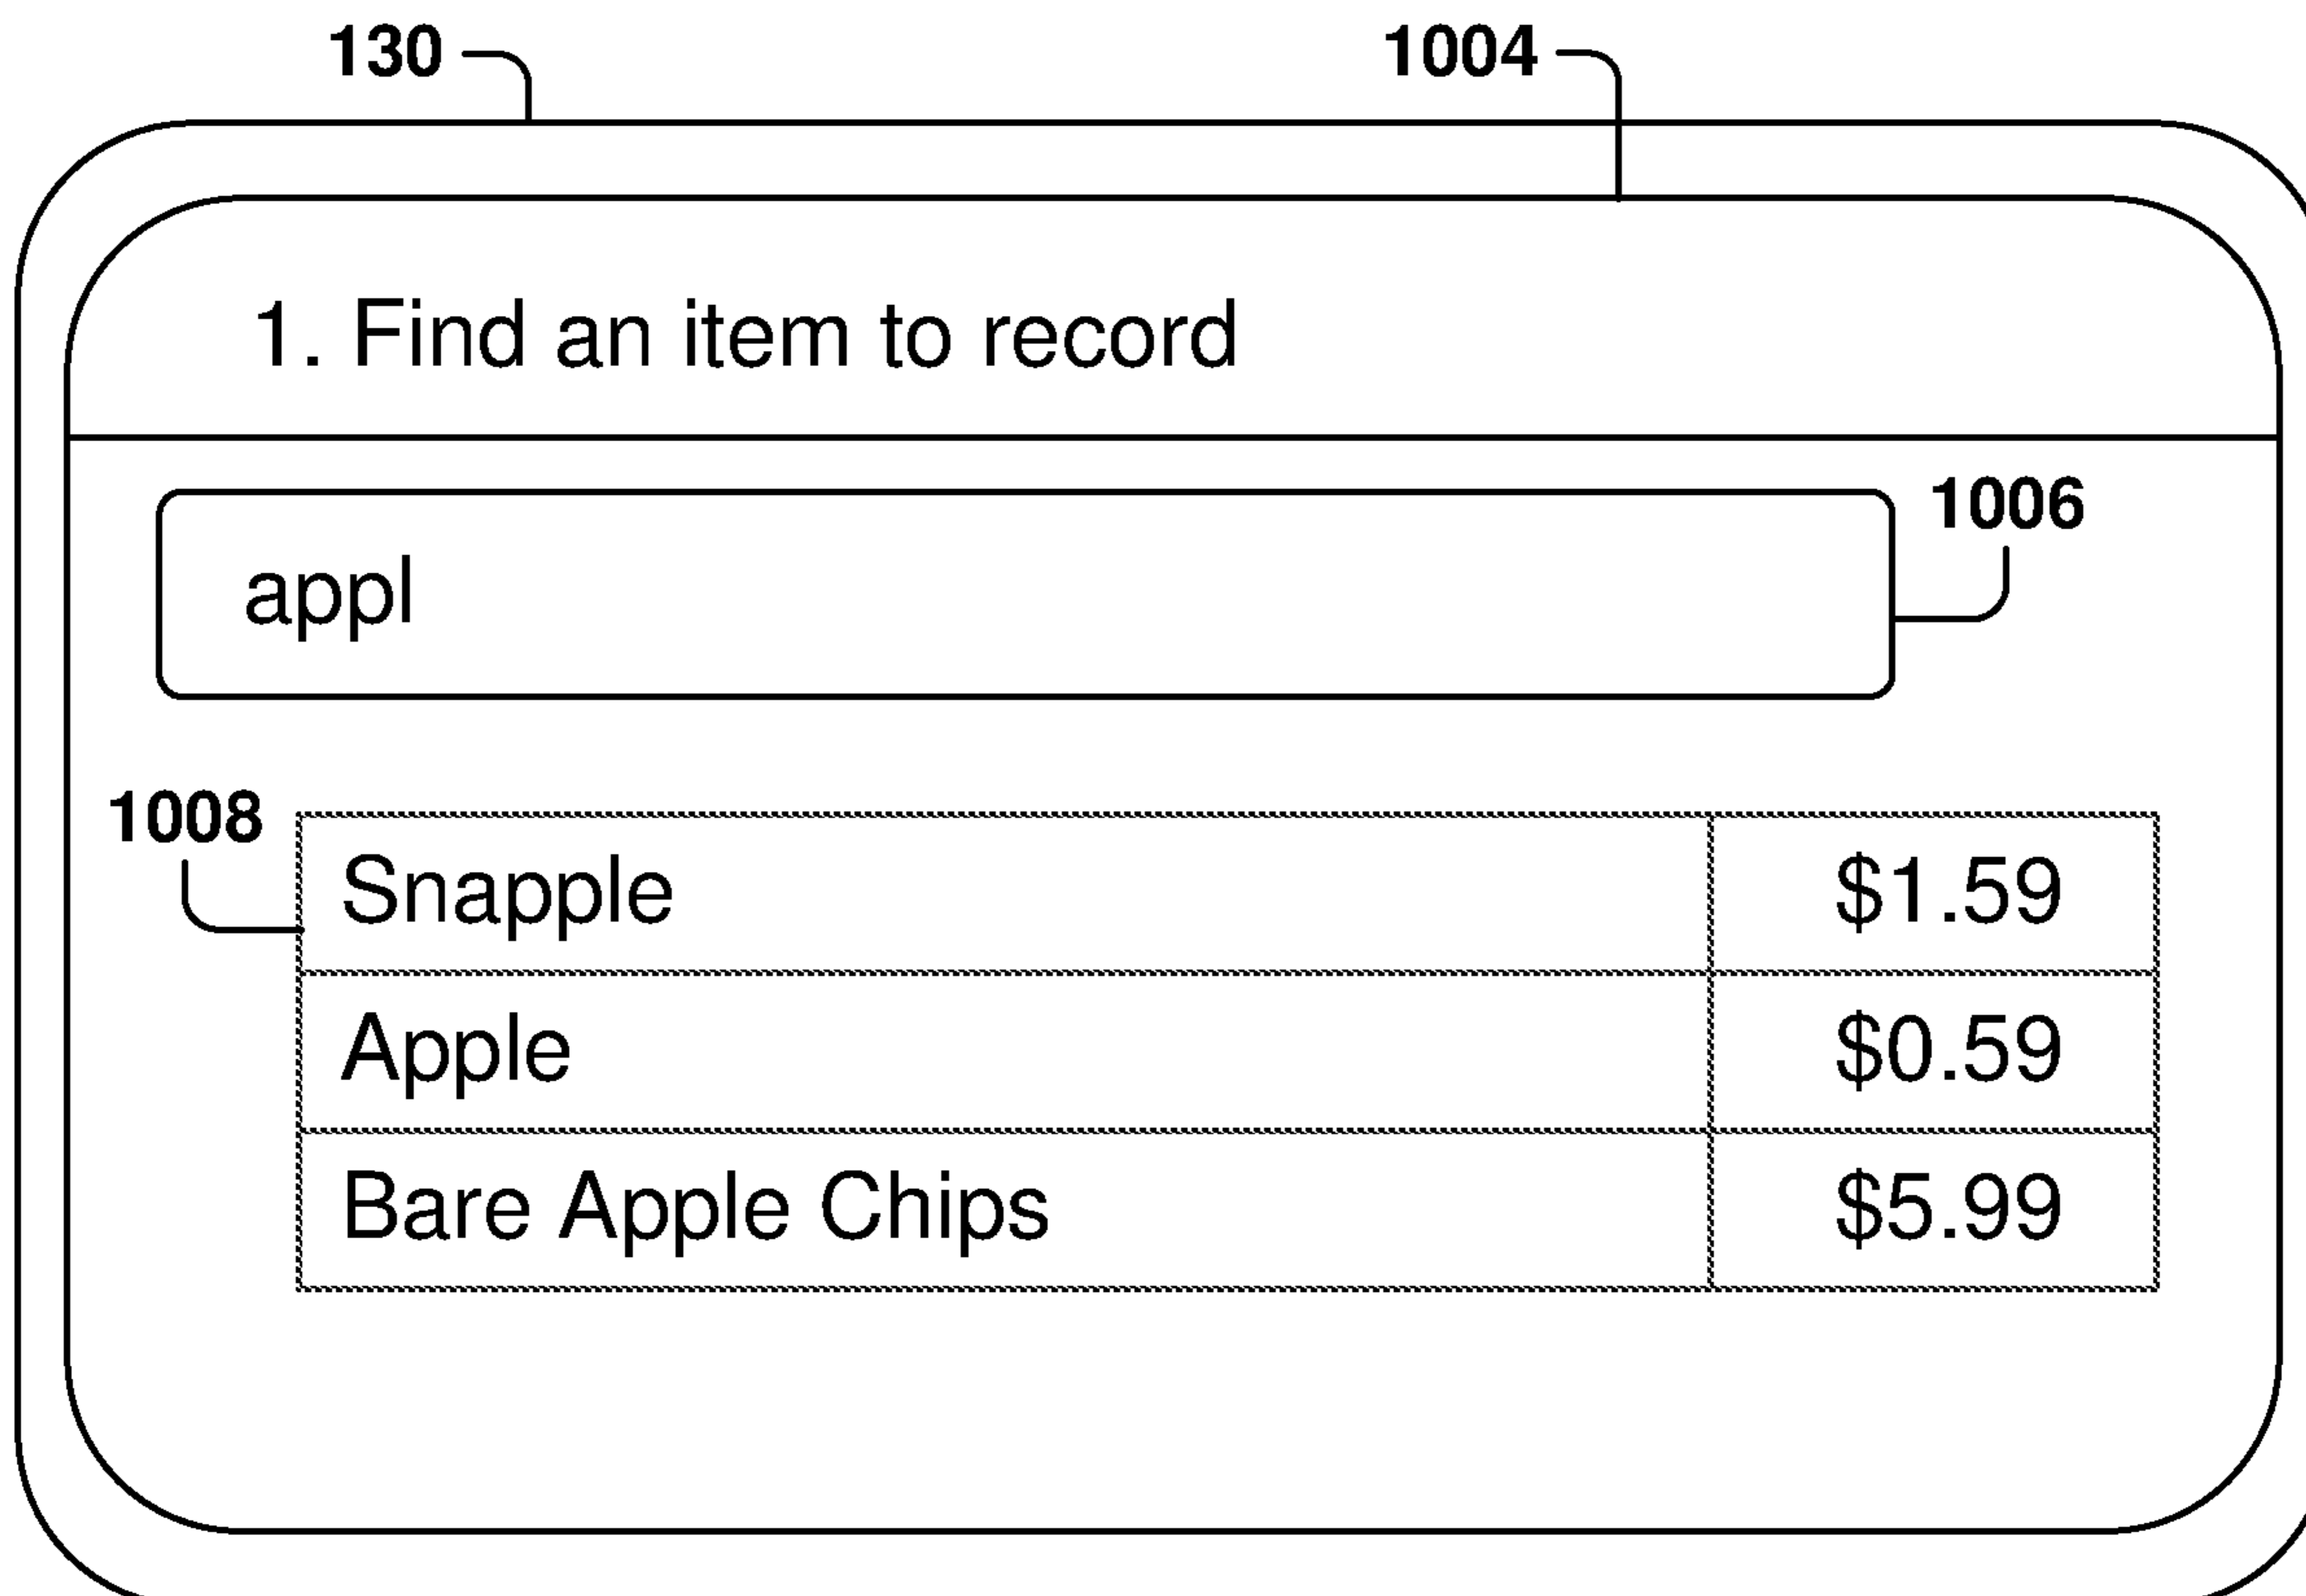 130 1004
1. Find an item to record
1006
appl
1008
Snapple $1.59
Apple $0.59
Bare Apple Chips $5.99